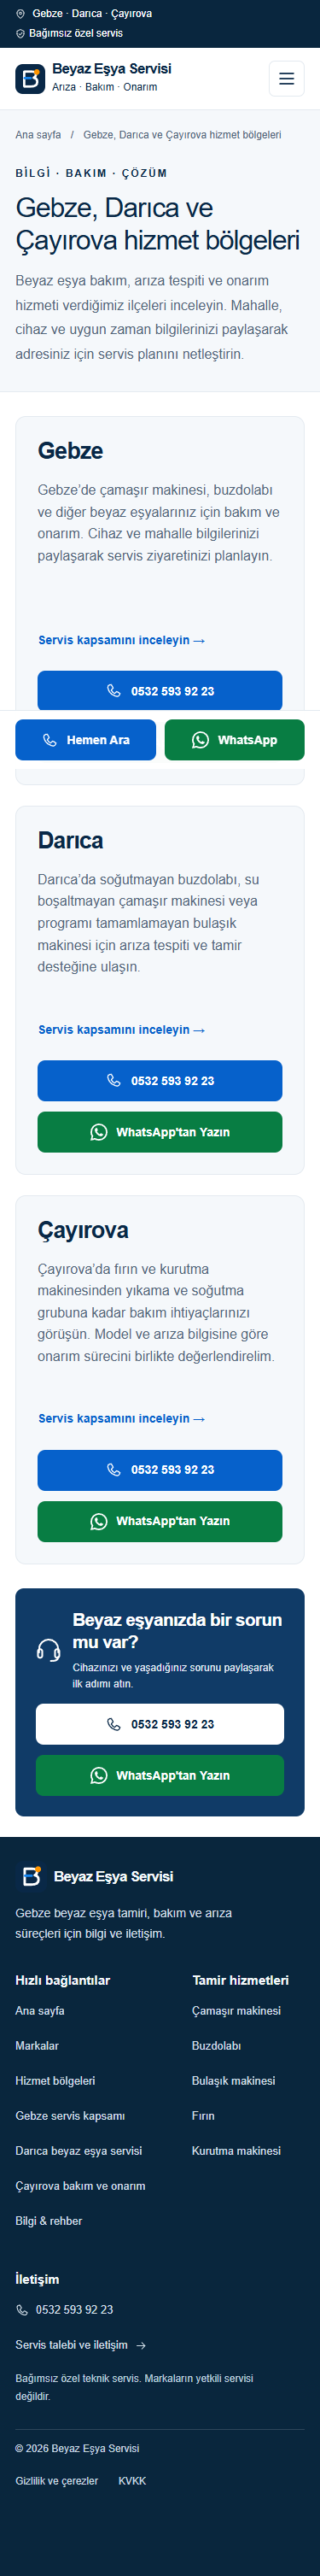 Gebze · Darıca · Çayırova
Bağımsız özel servis
Beyaz Eşya Servisi
Arıza · Bakım · Onarım
Ana sayfa / Gebze, Darıca ve Çayırova hizmet bölgeleri
BİLGİ · BAKIM · ÇÖZÜM
Gebze, Darıca ve
Çayırova hizmet bölgeleri
Beyaz eşya bakım, arıza tespiti ve onarım
hizmeti verdiğimiz ilçeleri inceleyin. Mahalle,
cihaz ve uygun zaman bilgilerinizi paylaşarak
adresiniz için servis planını netleştirin.
Gebze
Gebze’de çamaşır makinesi, buzdolabı
ve diğer beyaz eşyalarınız için bakım ve
onarım. Cihaz ve mahalle bilgilerinizi
paylaşarak servis ziyaretinizi planlayın.
Servis kapsamını inceleyin →
0532 593 92 23
Hemen Ara
WhatsApp
Darıca
Darıca’da soğutmayan buzdolabı, su
boşaltmayan çamaşır makinesi veya
programı tamamlamayan bulaşık
makinesi için arıza tespiti ve tamir
desteğine ulaşın.
Servis kapsamını inceleyin →
0532 593 92 23
WhatsApp'tan Yazın
Çayırova
Çayırova’da fırın ve kurutma
makinesinden yıkama ve soğutma
grubuna kadar bakım ihtiyaçlarınızı
görüşün. Model ve arıza bilgisine göre
onarım sürecini birlikte değerlendirelim.
Servis kapsamını inceleyin →
0532 593 92 23
WhatsApp'tan Yazın
Beyaz eşyanızda bir sorun
mu var?
Cihazınızı ve yaşadığınız sorunu paylaşarak
ilk adımı atın.
0532 593 92 23
WhatsApp'tan Yazın
Beyaz Eşya Servisi
Gebze beyaz eşya tamiri, bakım ve arıza
süreçleri için bilgi ve iletişim.
Hızlı bağlantılar
Ana sayfa
Markalar
Hizmet bölgeleri
Gebze servis kapsamı
Darıca beyaz eşya servisi
Çayırova bakım ve onarım
Bilgi & rehber
Tamir hizmetleri
Çamaşır makinesi
Buzdolabı
Bulaşık makinesi
Fırın
Kurutma makinesi
İletişim
0532 593 92 23
Servis talebi ve iletişim →
Bağımsız özel teknik servis. Markaların yetkili servisi
değildir.
© 2026 Beyaz Eşya Servisi
Gizlilik ve çerezler KVKK